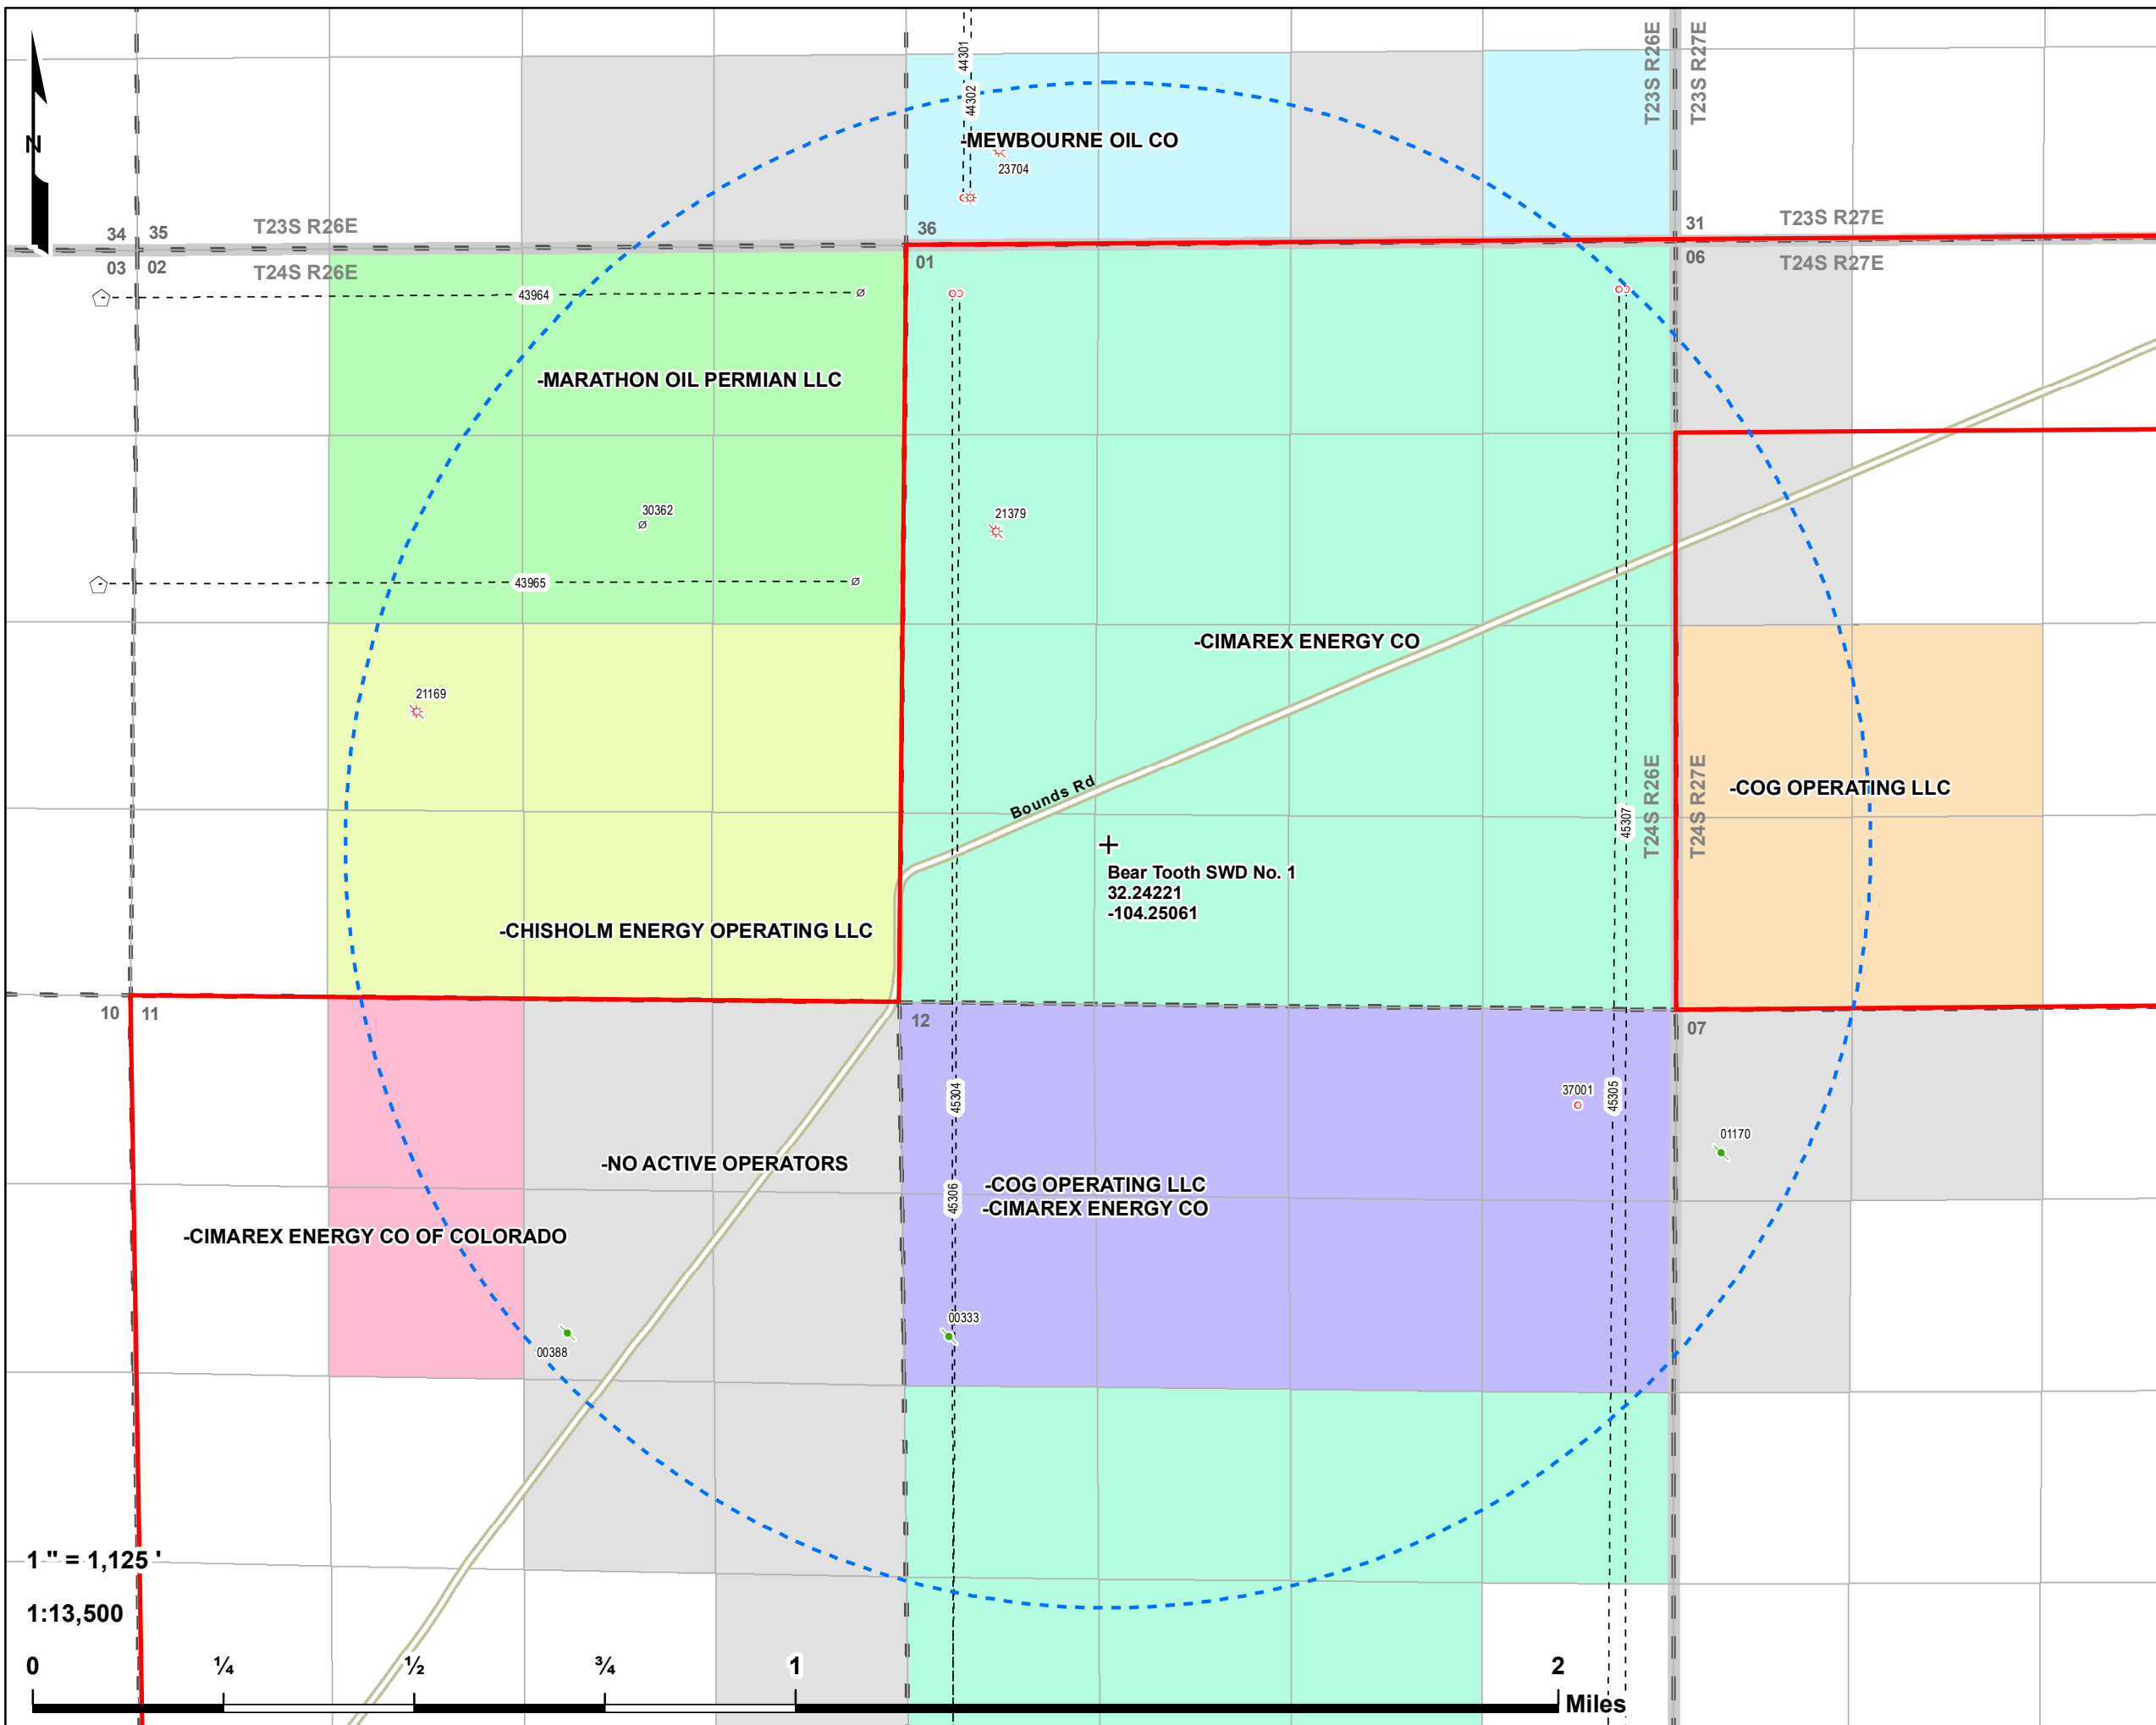 44301
T23S R26E
T23S R27E
44302
N
-MEWBOURNE OIL CO
23704
34
35
T23S R26E
36
31
T23S R27E
03
02
T24S R26E
01
06
T24S R27E
43964
-MARATHON OIL PERMIAN LLC
30362
21379
43965
-CIMAREX ENERGY CO
21169
Bounds Rd
T24S R26E
T24S R27E
-COG OPERATING LLC
45307
Bear Tooth SWD No. 1
32.24221
-104.25061
-CHISHOLM ENERGY OPERATING LLC
10
11
12
07
45304
37001
45305
01170
-NO ACTIVE OPERATORS
45306
-COG OPERATING LLC
-CIMAREX ENERGY CO
-CIMAREX ENERGY CO OF COLORADO
00333
00388
1 " = 1,125 '
1:13,500
0
¼
½
¾
1
2
Miles